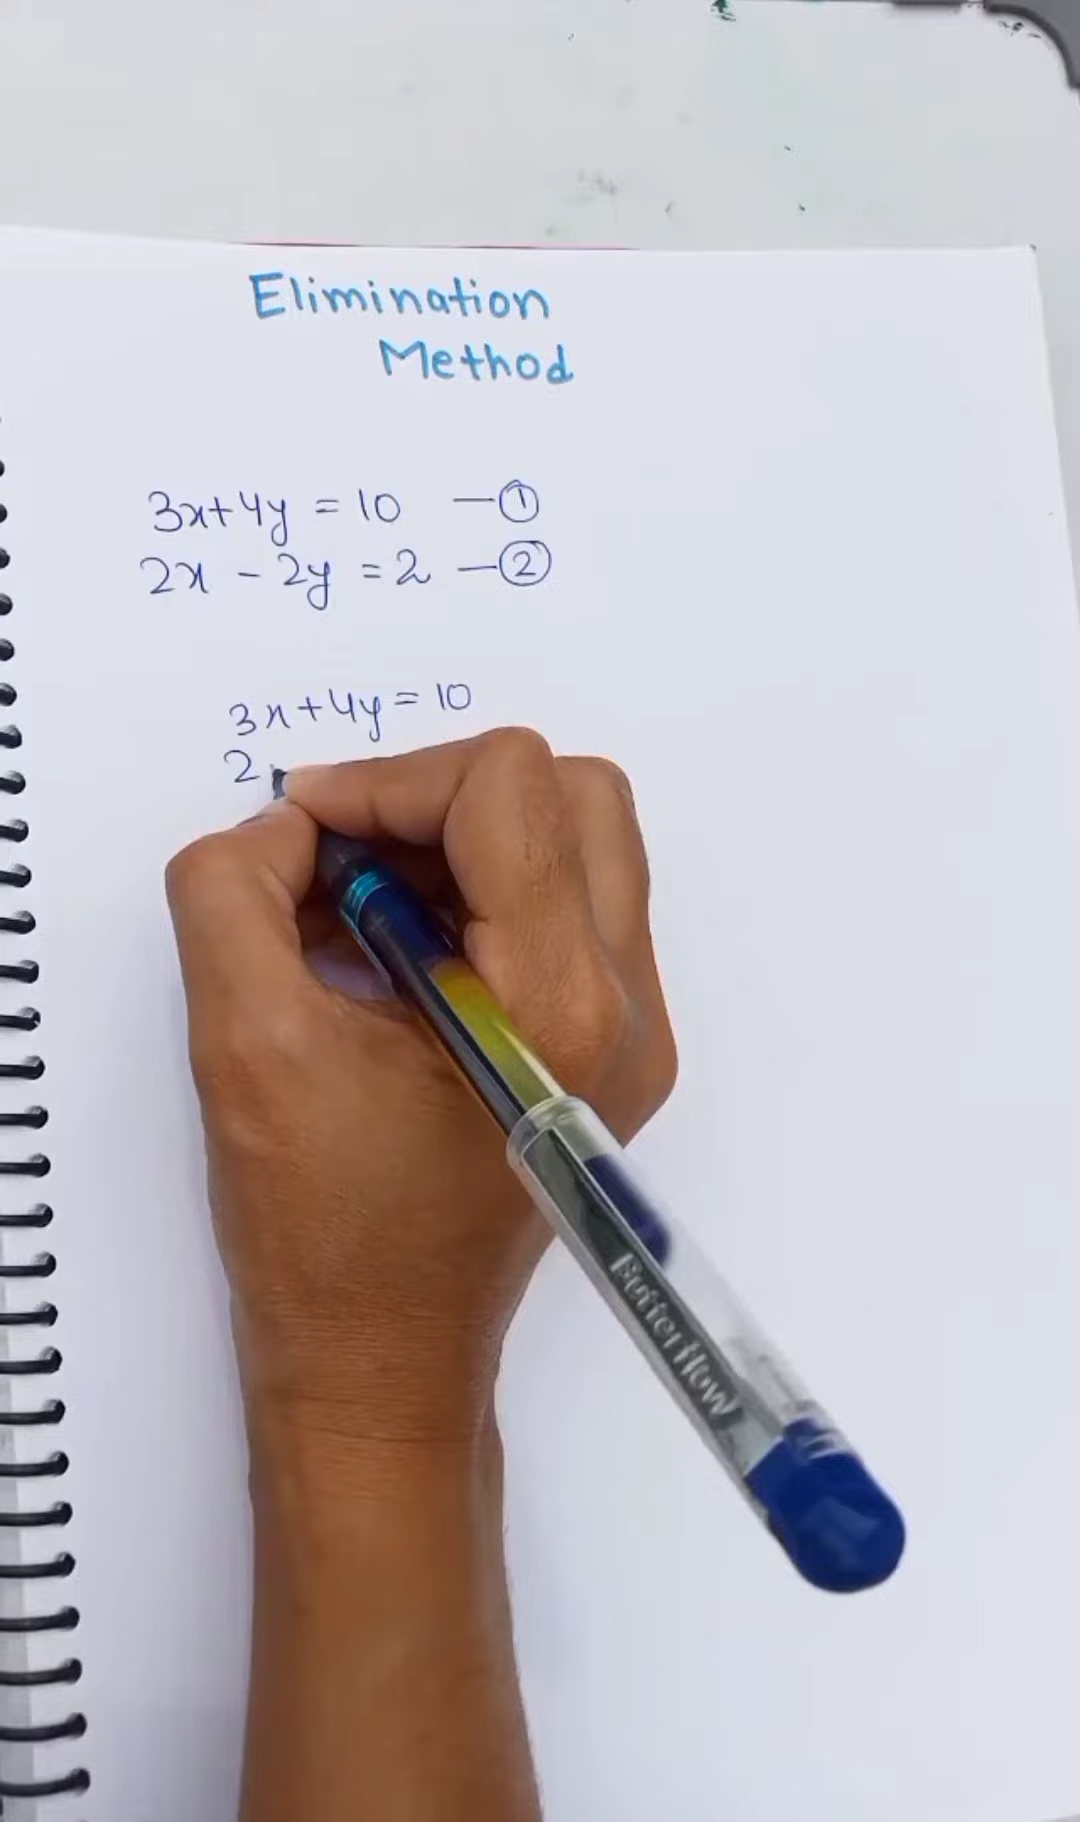 Elimination
Method
3x+4y = 10 —①
2x - 2y = 2 —②
3x+4y = 10
2
Butterflow